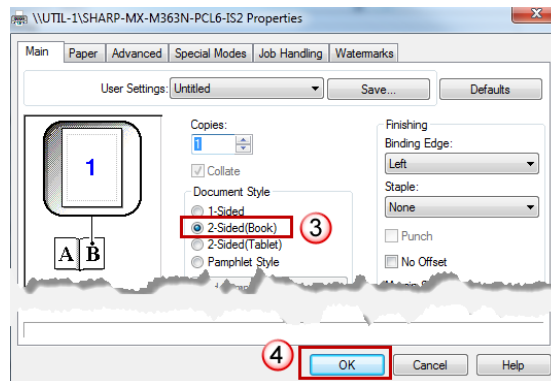 \\UTIL-1\SHARP-MX-M363N-PCL6-IS2 Properties
Main Paper Advanced Special Modes Job Handling Watermarks
User Settings: Untitled Save... Defaults
Copies:
1
Collate
Document Style
1-Sided
2-Sided(Book) 3
2-Sided(Tablet)
Pamphlet Style
Finishing
Binding Edge:
Left
Staple:
None
Punch
No Offset
1
A B
4 OK Cancel Help